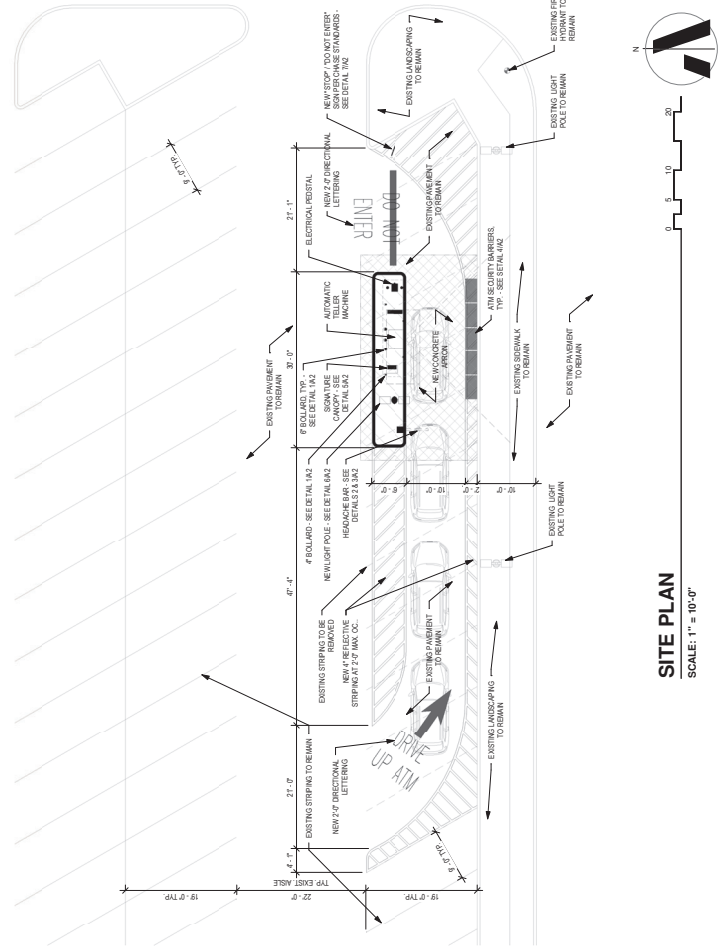 NEW "STOP" / "DO NOT ENTER"
SIGN PER CHASE STANDARDS -
SEE DETAIL 7/A2
EXISTING LANDSCAPING
TO REMAIN
EXISTING FIRE
HYDRANT TO
REMAIN
N
9' - 0" TYP.
NEW 2'-0" DIRECTIONAL
LETTERING
EXISTING LIGHT
POLE TO REMAIN
21' - 1"
ELECTRICAL PEDSTAL
DO NOT
ENTER
EXISTING PAVEMENT
TO REMAIN
AUTOMATIC
TELLER
MACHINE
ATM SECURITY BARRIERS,
TYP. - SEE SETAIL 4/A2
30' - 0"
EXISTING PAVEMENT
TO REMAIN
6" BOLLARD, TYP. -
SEE DETAIL 1/A2
SIGNATURE
CANOPY - SEE
DETAIL 5/A2
NEW CONCRETE
APRON
EXISTING SIDEWALK
TO REMAIN
EXISTING PAVEMENT
TO REMAIN
4" BOLLARD - SEE DETAIL 1/A2
NEW LIGHT POLE - SEE DETAIL 6/A2
HEADACHE BAR - SEE
DETAILS 2 & 3/A2
6' - 0"
10' - 0"
2' - 0"
10' - 0"
EXISTING LIGHT
POLE TO REMAIN
47' - 4"
EXISTING STRIPING TO BE
REMOVED
NEW 4" REFLECTIVE
STRIPING AT 2'-0" MAX. OC.
EXISTING PAVEMENT
TO REMAIN
EXISTING LANDSCAPING
TO REMAIN
DRIVE
UP ATM
21' - 0"
EXISTING STRIPING TO REMAIN
NEW 2'-0" DIRECTIONAL
LETTERING
4' - 1"
9' - 0" TYP.
19' - 0" TYP.
22' - 0"
TYP. EXIST. AISLE
19' - 0" TYP.
SITE PLAN
SCALE: 1" = 10'-0"
0 5 10 20